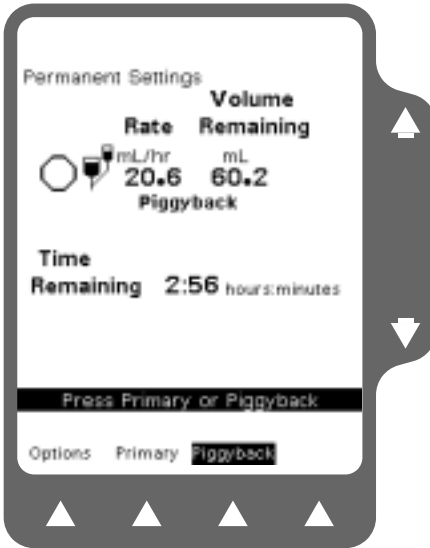 Permanent Settings
Volume
Rate Remaining
mL/hr mL
20.6 60.2
Piggyback
Time
Remaining 2:56 hours:minutes
Press Primary or Piggyback
Options Primary Piggyback